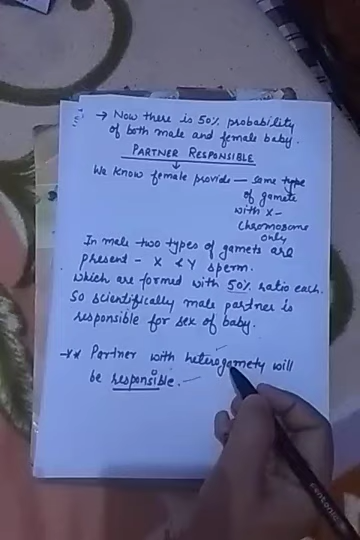 → Now there is 50% probability
of both male and female baby.
PARTNER RESPONSIBLE
We know female provide — same type
of gamete
with X-
chromosome
only
In male two types of gamets are
present - X & Y sperm.
which are formed with 50% ratio each.
So scientifically male partner is
responsible for sex of baby.
Partner with heterogamety will
be responsible.